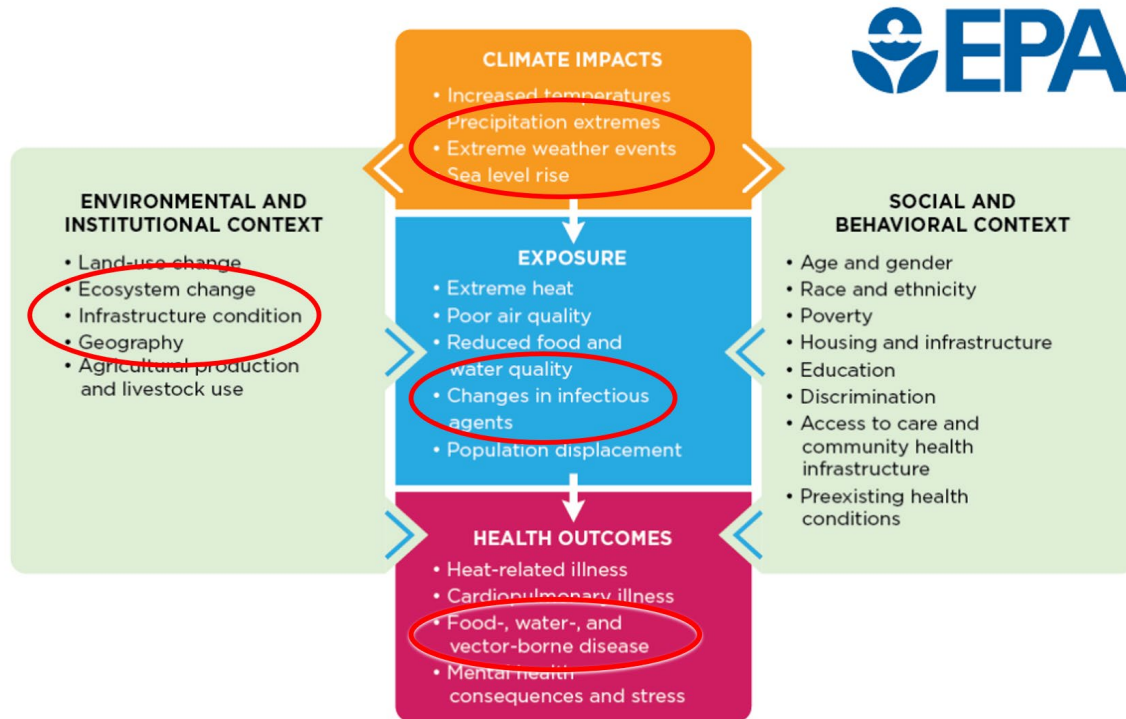 EPA
CLIMATE IMPACTS
• Increased temperatures
• Precipitation extremes
• Extreme weather events
• Sea level rise
ENVIRONMENTAL AND
INSTITUTIONAL CONTEXT
• Land-use change
• Ecosystem change
• Infrastructure condition
• Geography
• Agricultural production
and livestock use
EXPOSURE
• Extreme heat
• Poor air quality
• Reduced food and
water quality
• Changes in infectious
agents
• Population displacement
SOCIAL AND
BEHAVIORAL CONTEXT
• Age and gender
• Race and ethnicity
• Poverty
• Housing and infrastructure
• Education
• Discrimination
• Access to care and
community health
infrastructure
• Preexisting health
conditions
HEALTH OUTCOMES
• Heat-related illness
• Cardiopulmonary illness
• Food-, water-, and
vector-borne disease
• Mental health
consequences and stress